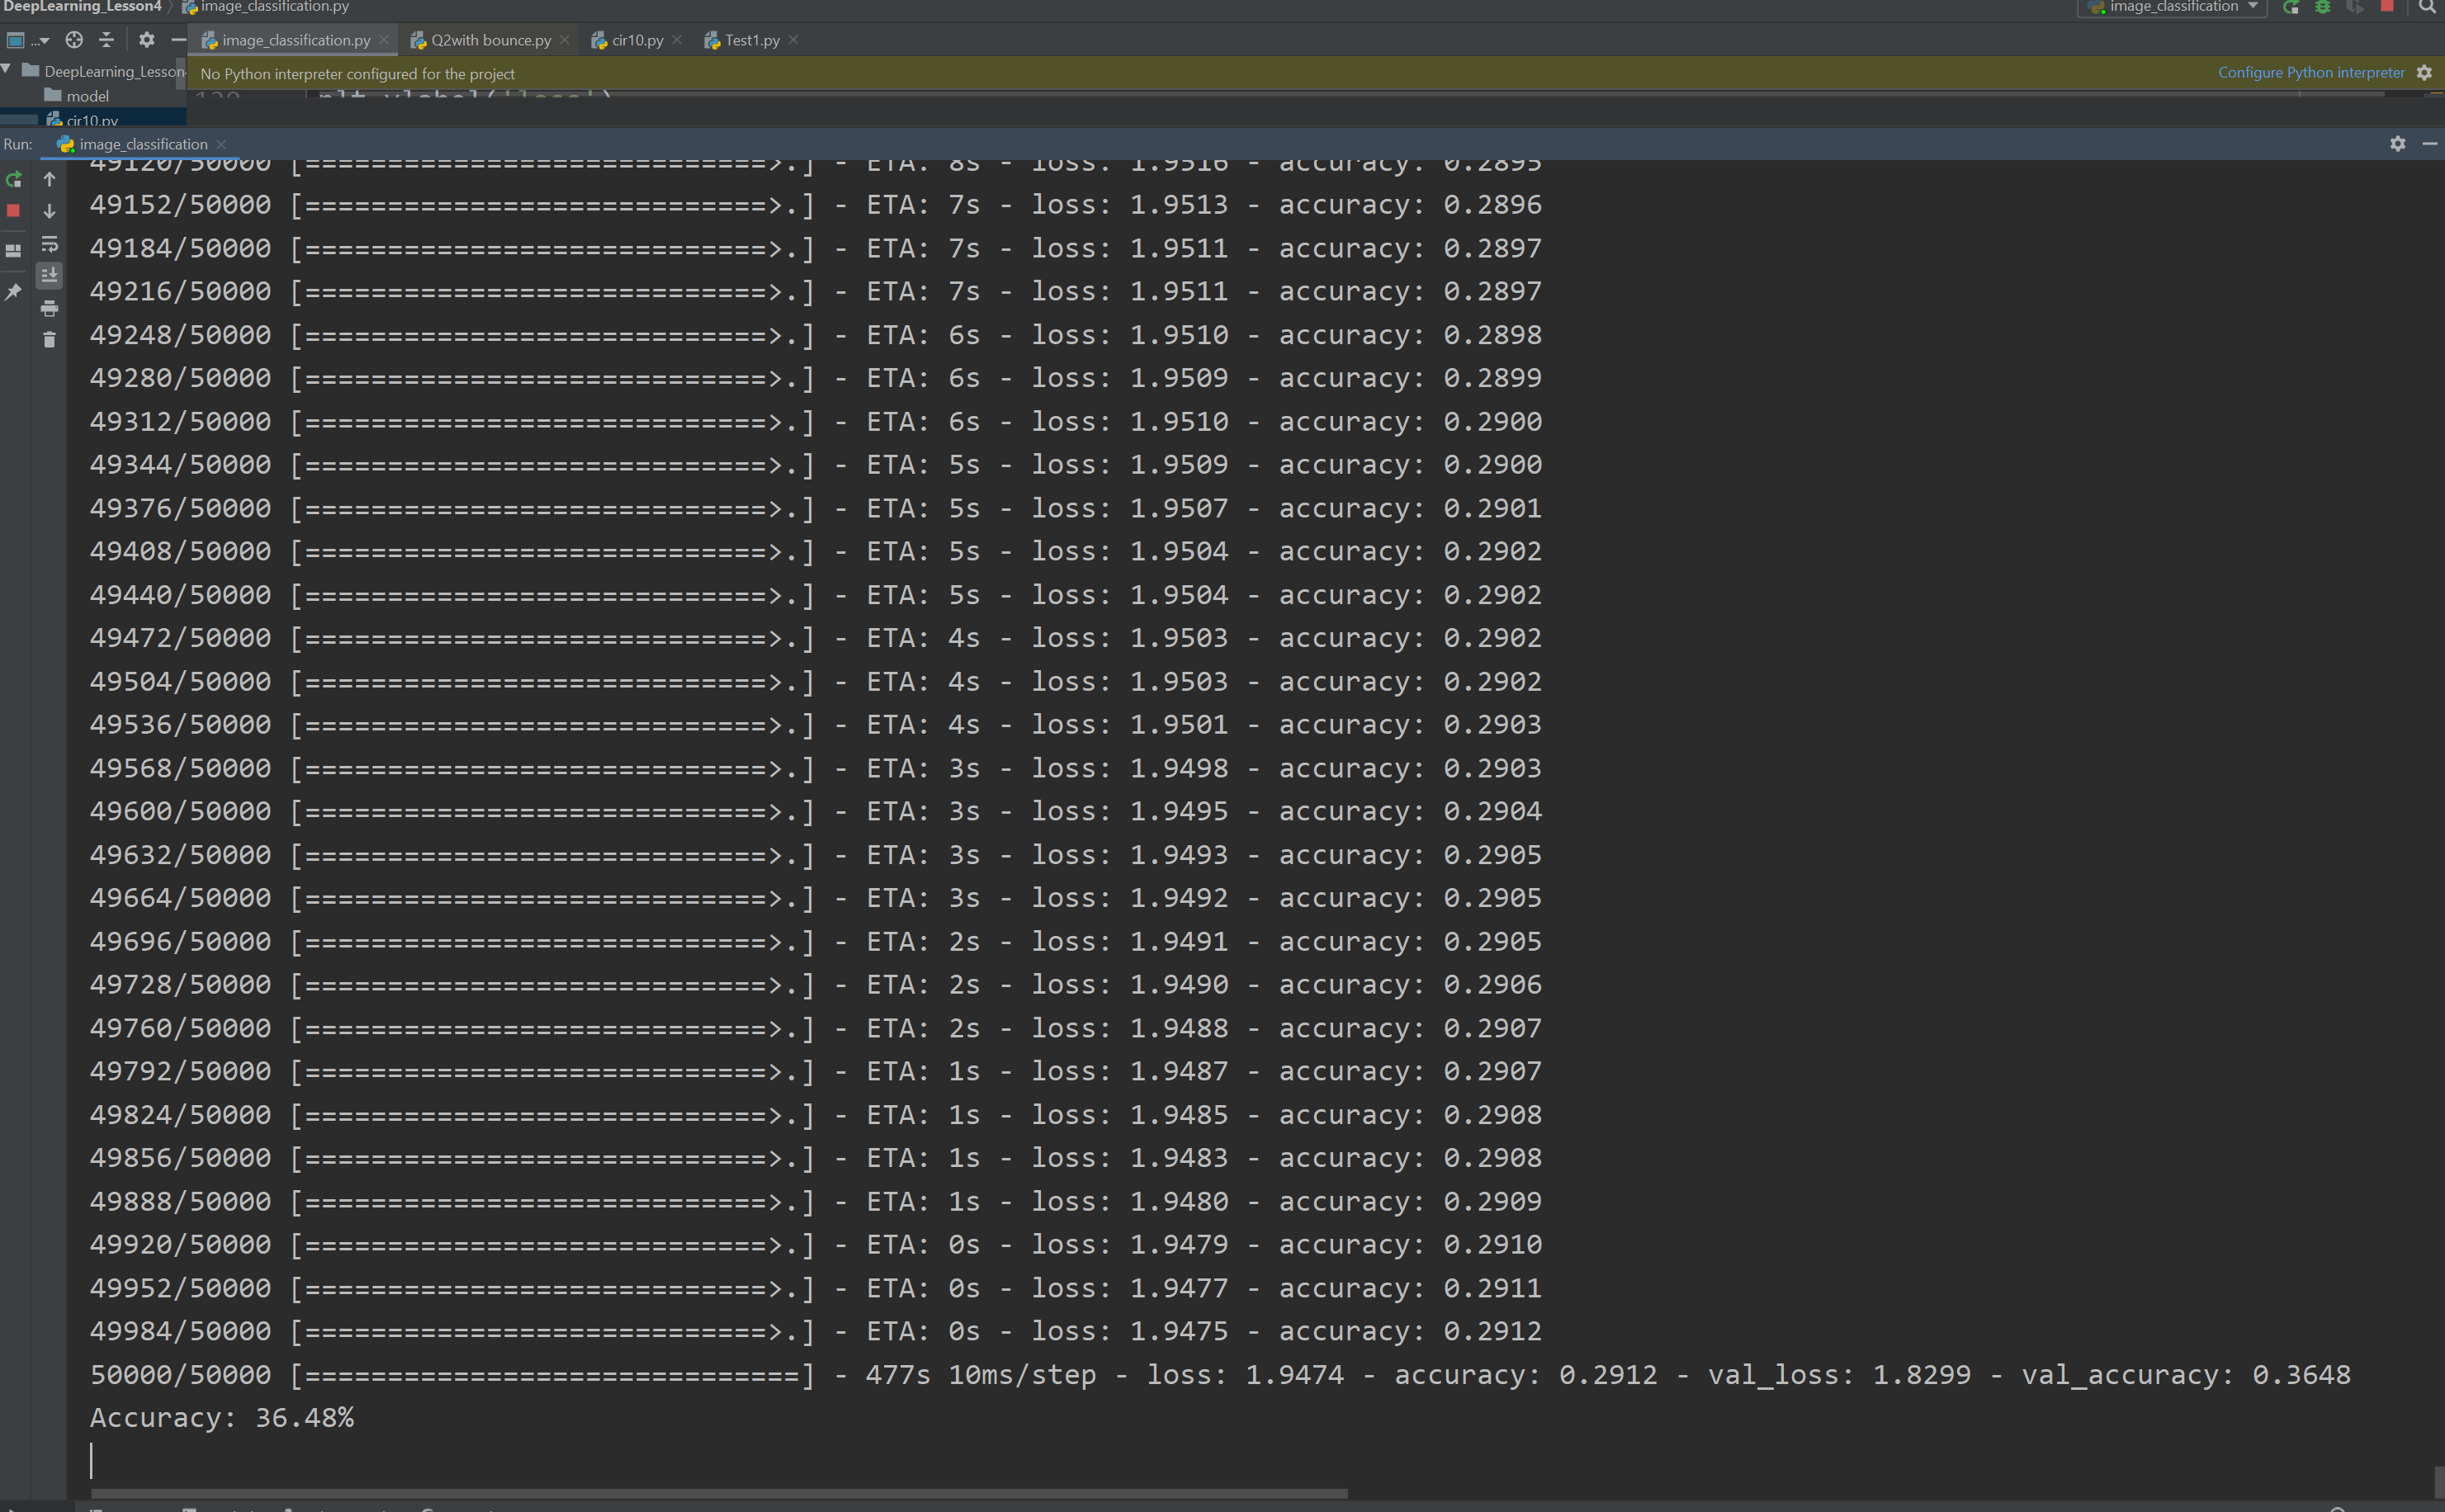 DeepLearning_Lesson4 image_classification.py image_classification
... image_classification.py Q2with bounce.py cir10.py Test1.py
DeepLearning_Lesson No Python interpreter configured for the project Configure Python interpreter
model
cir10.py
Run: image_classification
49120/50000 [============================>.] - ETA: 8s - loss: 1.9516 - accuracy: 0.2895
49152/50000 [============================>.] - ETA: 7s - loss: 1.9513 - accuracy: 0.2896
49184/50000 [============================>.] - ETA: 7s - loss: 1.9511 - accuracy: 0.2897
49216/50000 [============================>.] - ETA: 7s - loss: 1.9511 - accuracy: 0.2897
49248/50000 [============================>.] - ETA: 6s - loss: 1.9510 - accuracy: 0.2898
49280/50000 [============================>.] - ETA: 6s - loss: 1.9509 - accuracy: 0.2899
49312/50000 [============================>.] - ETA: 6s - loss: 1.9510 - accuracy: 0.2900
49344/50000 [============================>.] - ETA: 5s - loss: 1.9509 - accuracy: 0.2900
49376/50000 [============================>.] - ETA: 5s - loss: 1.9507 - accuracy: 0.2901
49408/50000 [============================>.] - ETA: 5s - loss: 1.9504 - accuracy: 0.2902
49440/50000 [============================>.] - ETA: 5s - loss: 1.9504 - accuracy: 0.2902
49472/50000 [============================>.] - ETA: 4s - loss: 1.9503 - accuracy: 0.2902
49504/50000 [============================>.] - ETA: 4s - loss: 1.9503 - accuracy: 0.2902
49536/50000 [============================>.] - ETA: 4s - loss: 1.9501 - accuracy: 0.2903
49568/50000 [============================>.] - ETA: 3s - loss: 1.9498 - accuracy: 0.2903
49600/50000 [============================>.] - ETA: 3s - loss: 1.9495 - accuracy: 0.2904
49632/50000 [============================>.] - ETA: 3s - loss: 1.9493 - accuracy: 0.2905
49664/50000 [============================>.] - ETA: 3s - loss: 1.9492 - accuracy: 0.2905
49696/50000 [============================>.] - ETA: 2s - loss: 1.9491 - accuracy: 0.2905
49728/50000 [============================>.] - ETA: 2s - loss: 1.9490 - accuracy: 0.2906
49760/50000 [============================>.] - ETA: 2s - loss: 1.9488 - accuracy: 0.2907
49792/50000 [============================>.] - ETA: 1s - loss: 1.9487 - accuracy: 0.2907
49824/50000 [============================>.] - ETA: 1s - loss: 1.9485 - accuracy: 0.2908
49856/50000 [============================>.] - ETA: 1s - loss: 1.9483 - accuracy: 0.2908
49888/50000 [============================>.] - ETA: 1s - loss: 1.9480 - accuracy: 0.2909
49920/50000 [============================>.] - ETA: 0s - loss: 1.9479 - accuracy: 0.2910
49952/50000 [============================>.] - ETA: 0s - loss: 1.9477 - accuracy: 0.2911
49984/50000 [============================>.] - ETA: 0s - loss: 1.9475 - accuracy: 0.2912
50000/50000 [==============================] - 477s 10ms/step - loss: 1.9474 - accuracy: 0.2912 - val_loss: 1.8299 - val_accuracy: 0.3648
Accuracy: 36.48%